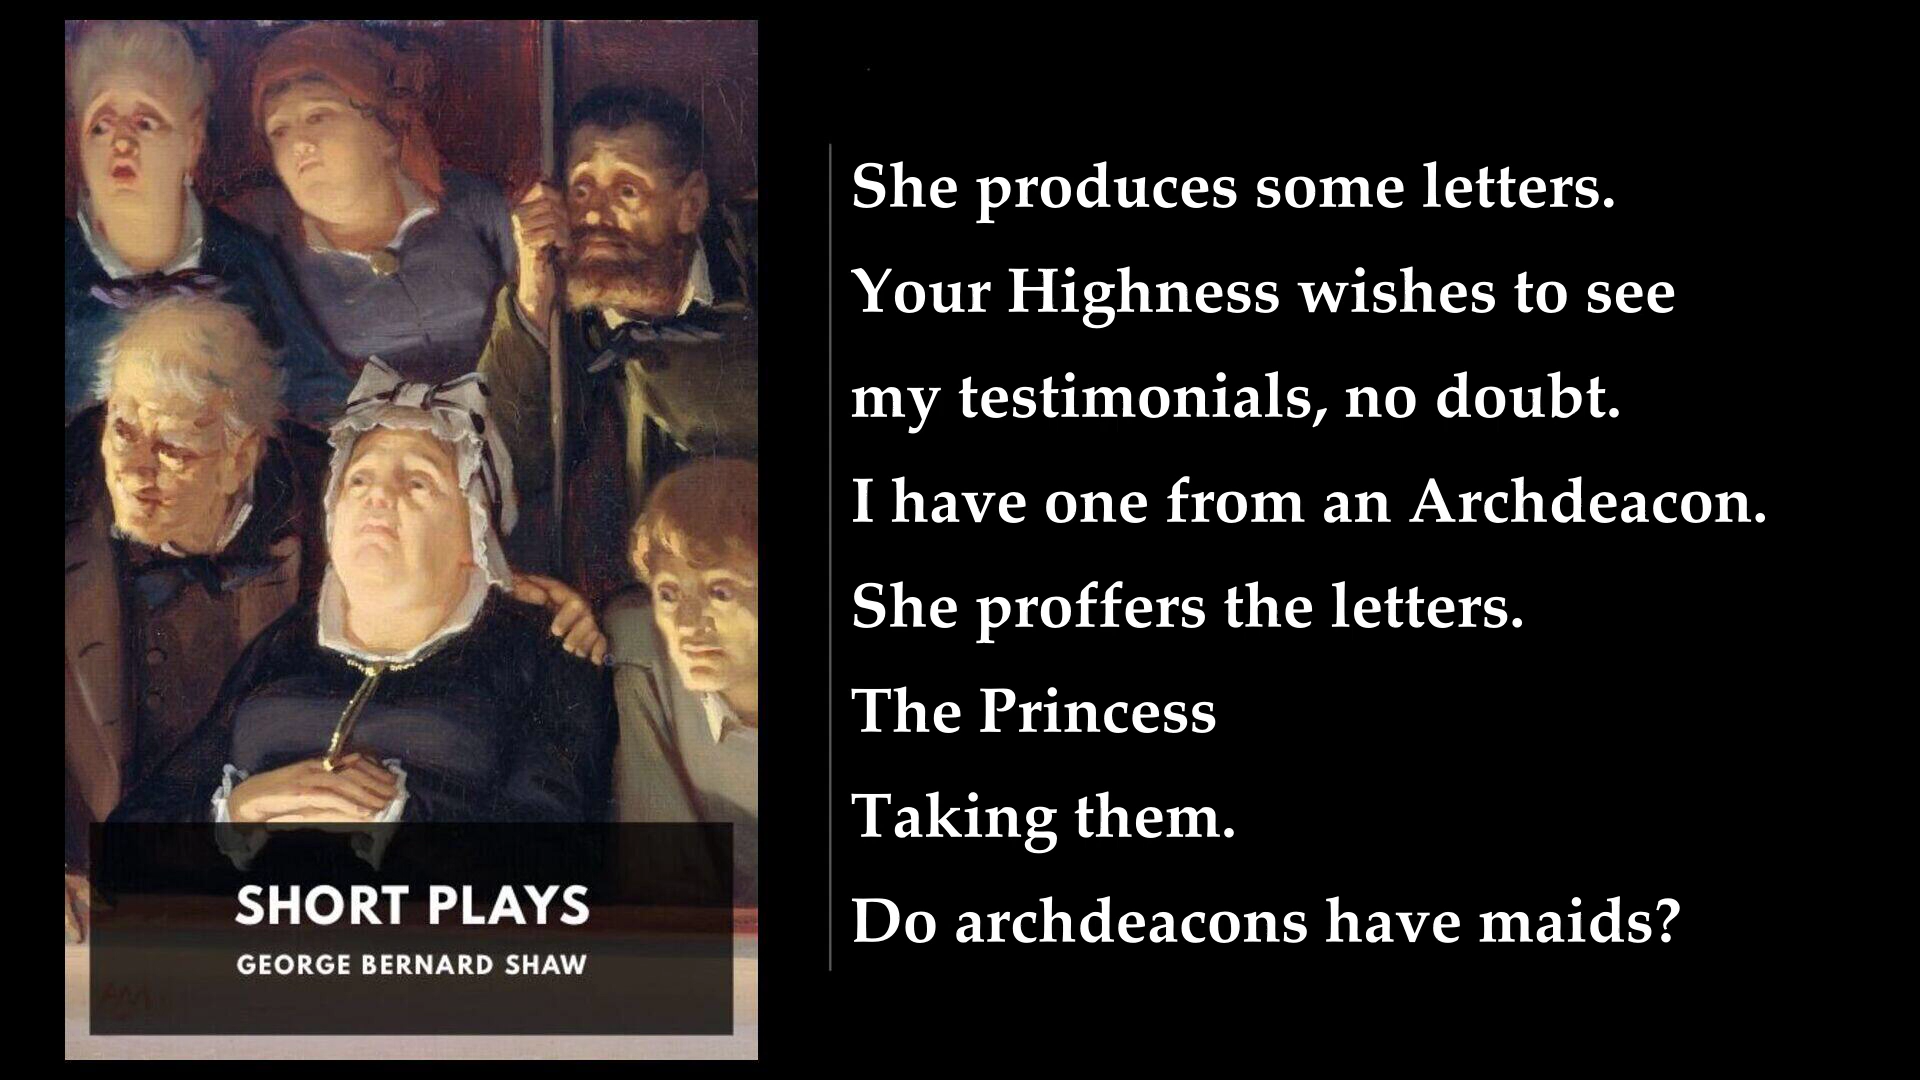 She produces some letters.
Your Highness wishes to see
my testimonials, no doubt.
I have one from an Archdeacon.
She proffers the letters.
The Princess
Taking them.
Do archdeacons have maids?
SHORT PLAYS
GEORGE BERNARD SHAW